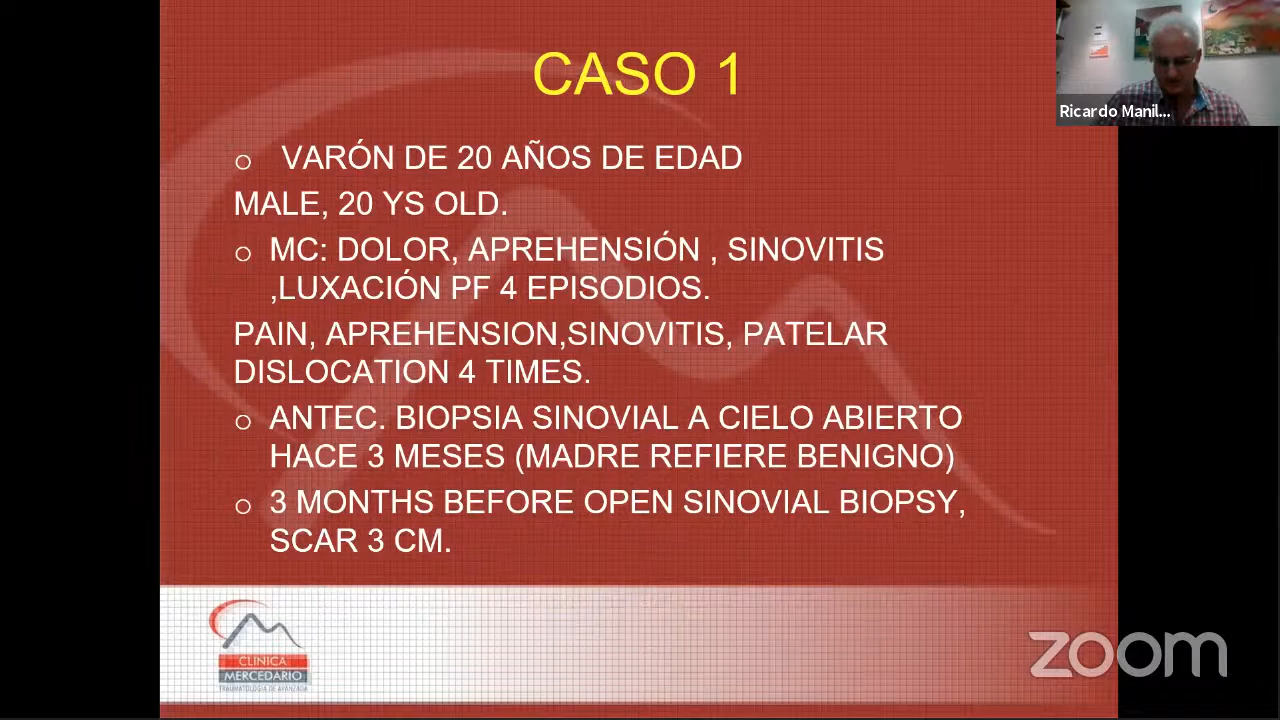 CASO 1
Ricardo Manil...
VARÓN DE 20 AÑOS DE EDAD
MALE, 20 YS OLD.
MC: DOLOR, APREHENSIÓN , SINOVITIS
,LUXACIÓN PF 4 EPISODIOS.
PAIN, APREHENSION,SINOVITIS, PATELAR
DISLOCATION 4 TIMES.
ANTEC. BIOPSIA SINOVIAL A CIELO ABIERTO
HACE 3 MESES (MADRE REFIERE BENIGNO)
3 MONTHS BEFORE OPEN SINOVIAL BIOPSY,
SCAR 3 CM.
CLINICA
MERCEDARIO
TRAUMATOLOGIA DE AVANZADA
zoom